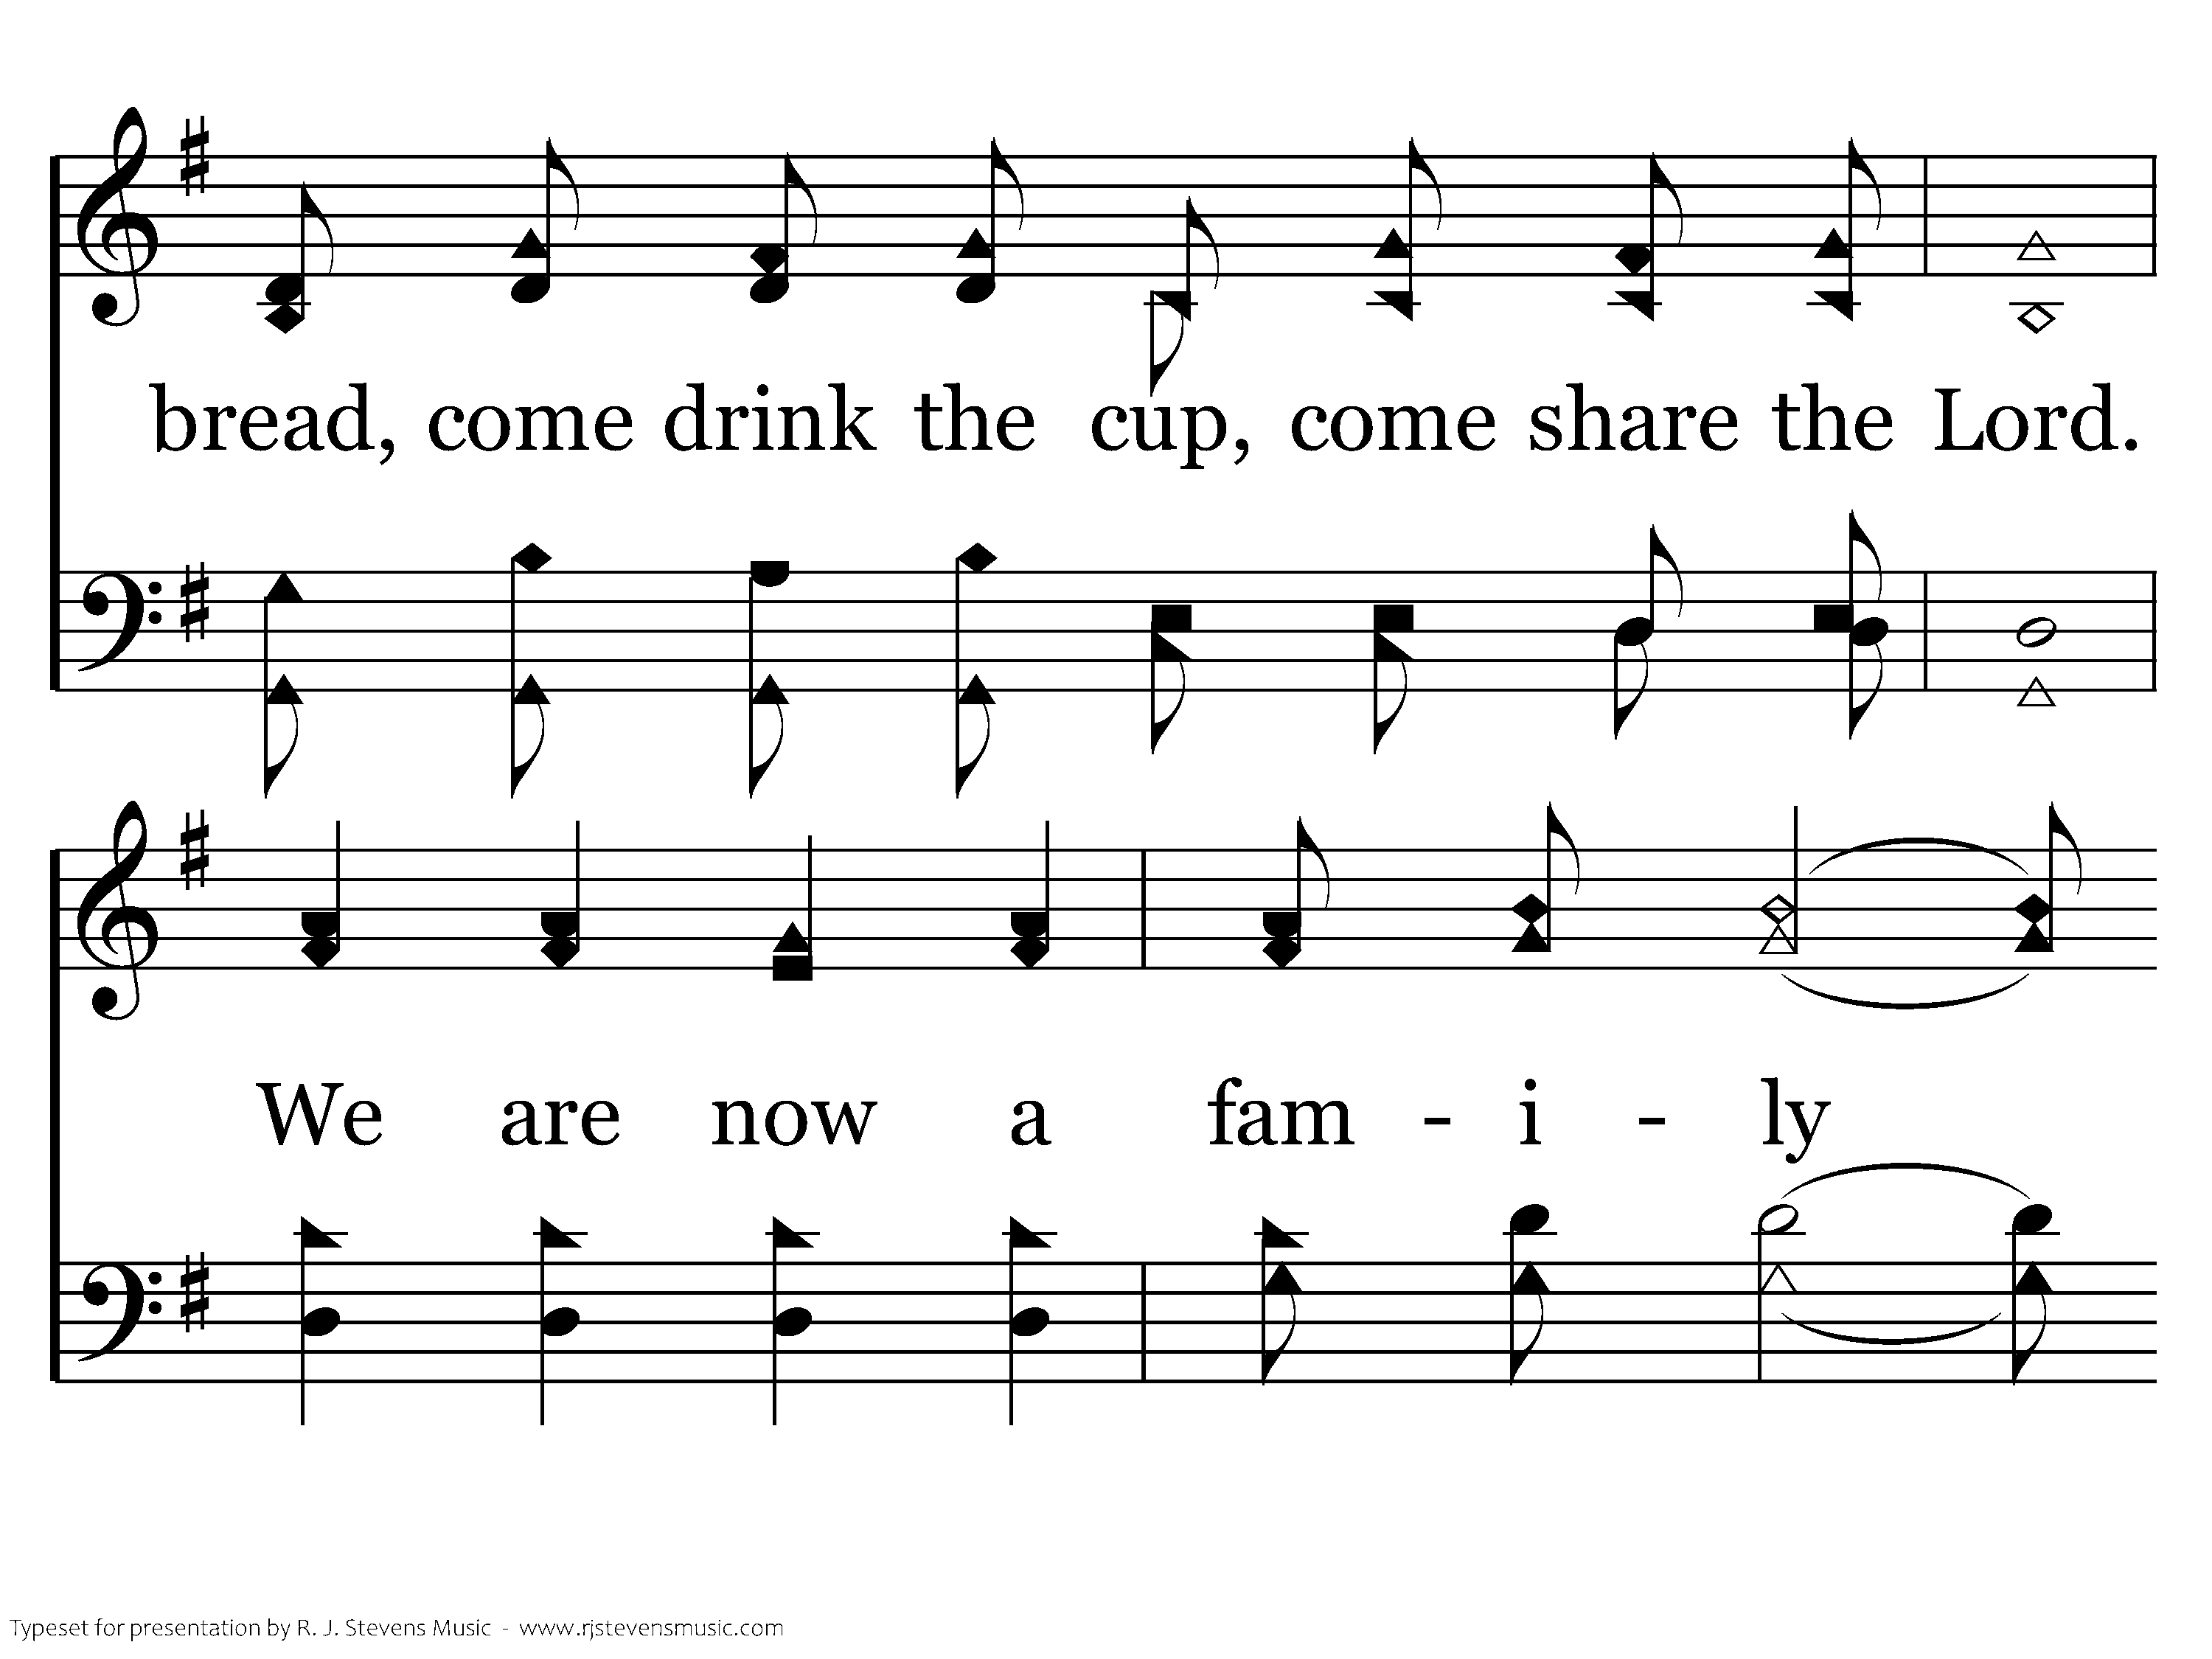 bread, come drink the cup, come share the Lord.
We are now a fam - i - ly
Typeset for presentation by R. J. Stevens Music - www.rjstevensmusic.com